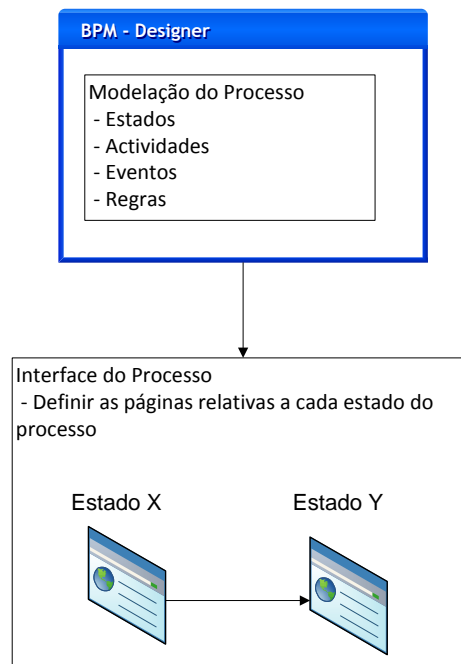 BPM - Designer
Modelação do Processo
- Estados
- Actividades
- Eventos
- Regras
Interface do Processo
- Definir as páginas relativas a cada estado do
processo
Estado X
Estado Y